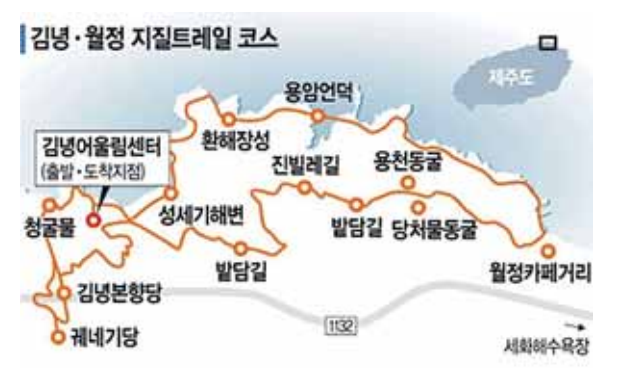 김녕·월정 지질트레일 코스
제주도
용암언덕
환해장성
김녕어울림센터
(출발·도착지점)
진빌레길
용천동굴
청굴물
성세기해변
밭담길
당처물동굴
밭담길
월정카페거리
김녕본향당
1132
궤네기당
세화해수욕장